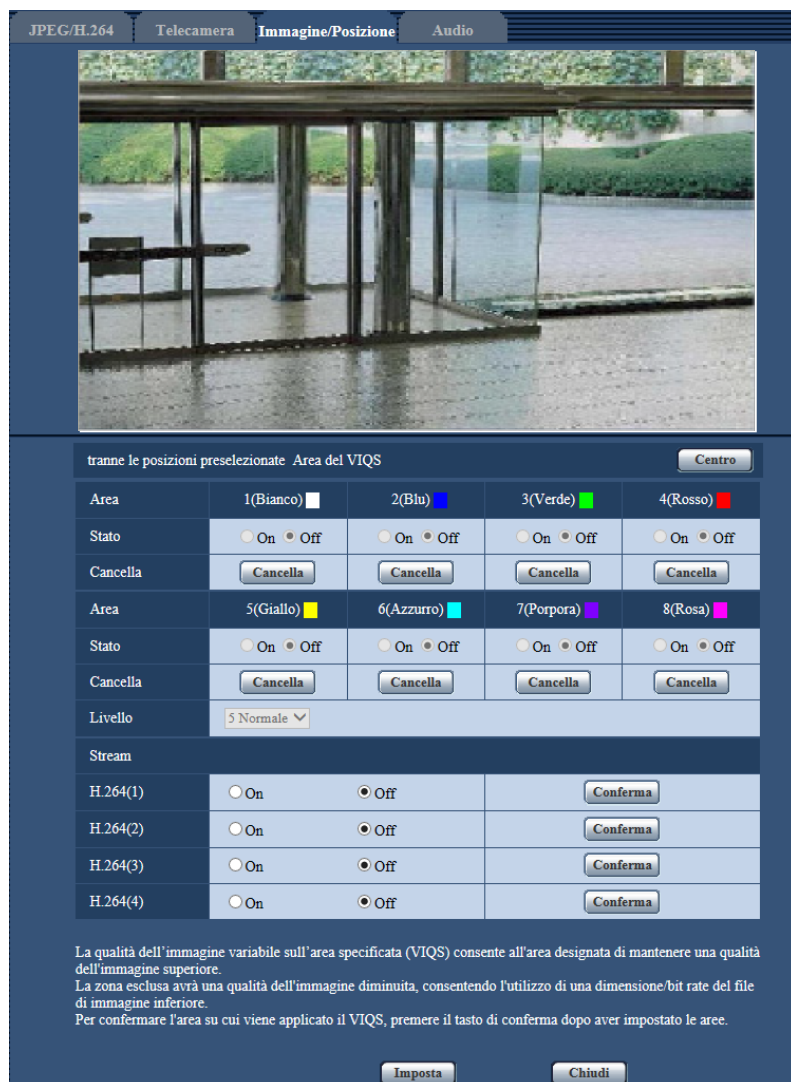 JPEG/H.264 Telecamera Immagine/Posizione Audio
tranne le posizioni preselezionate Area del VIQS Centro
Area 1(Bianco) 2(Blu) 3(Verde) 4(Rosso)
Stato On Off On Off On Off On Off
Cancella Cancella Cancella Cancella Cancella
Area 5(Giallo) 6(Azzurro) 7(Porpora) 8(Rosa)
Stato On Off On Off On Off On Off
Cancella Cancella Cancella Cancella Cancella
Livello 5 Normale
Stream
H.264(1) On Off Conferma
H.264(2) On Off Conferma
H.264(3) On Off Conferma
H.264(4) On Off Conferma
La qualità dell'immagine variabile sull'area specificata (VIQS) consente all'area designata di mantenere una qualità
dell'immagine superiore.
La zona esclusa avrà una qualità dell'immagine diminuita, consentendo l'utilizzo di una dimensione/bit rate del file
di immagine inferiore.
Per confermare l'area su cui viene applicato il VIQS, premere il tasto di conferma dopo aver impostato le aree.
Imposta Chiudi